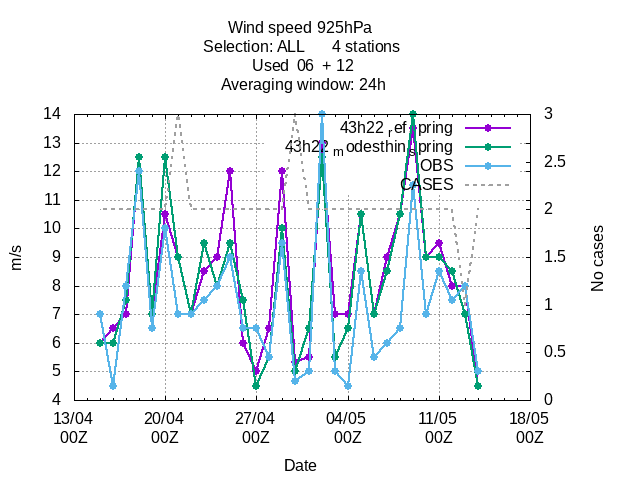 Wind speed 925hPa
Selection: ALL 4 stations
Used 06 + 12
Averaging window: 24h
43h22_ref_spring
43h22_modesthin_spring
OBS
CASES
14
13
12
11
10
9
8
7
6
5
4
3
2.5
2
1.5
1
0.5
0
m/s
No cases
13/04 20/04 27/04 04/05 11/05 18/05
00Z 00Z 00Z 00Z 00Z 00Z
Date